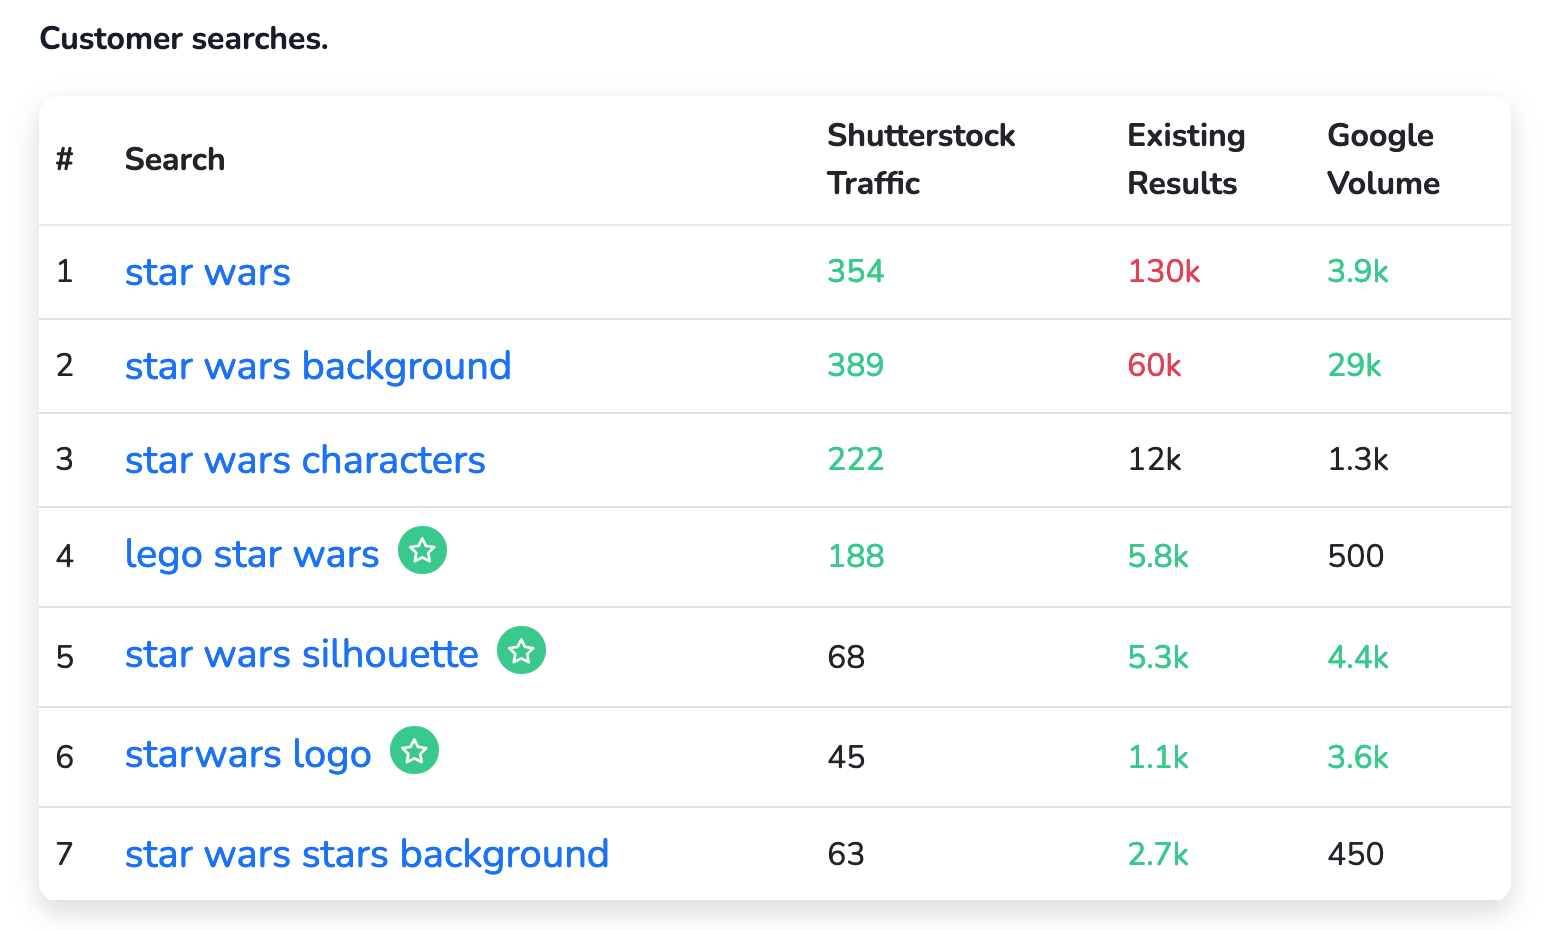 Customer searches.
# Search Shutterstock Traffic Existing Results Google Volume
1 star wars 354 130k 3.9k
2 star wars background 389 60k 29k
3 star wars characters 222 12k 1.3k
4 lego star wars 188 5.8k 500
5 star wars silhouette 68 5.3k 4.4k
6 starwars logo 45 1.1k 3.6k
7 star wars stars background 63 2.7k 450